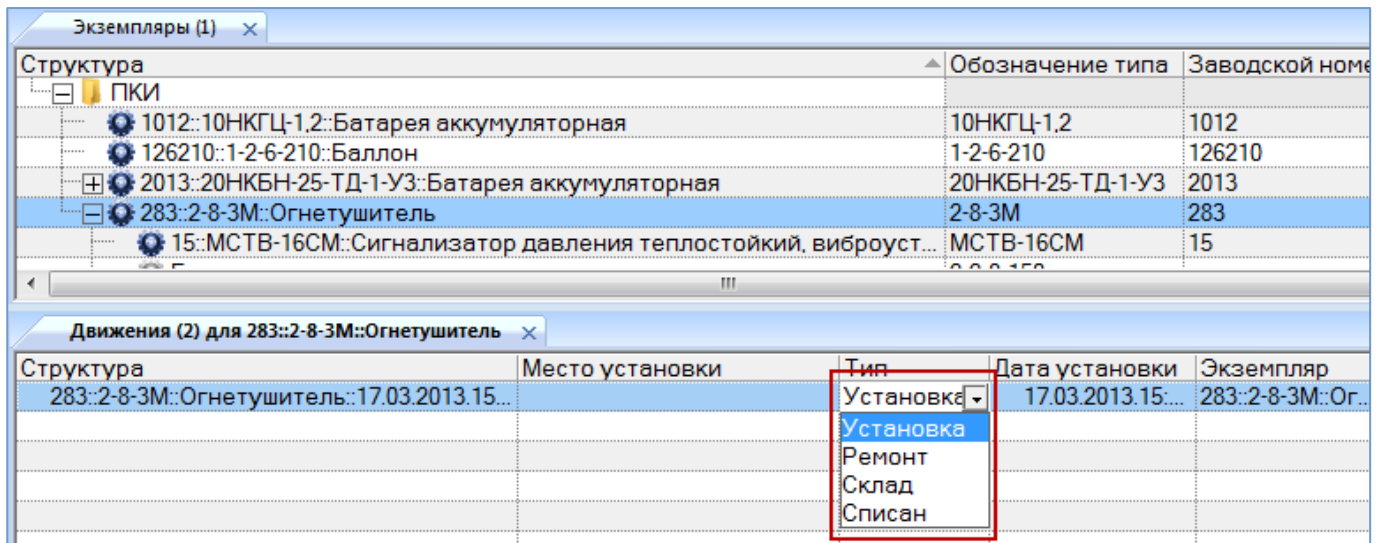 Экземпляры (1)
Структура Обозначение типа Заводской номе
ПКИ
1012::10НКГЦ-1,2::Батарея аккумуляторная 10НКГЦ-1,2 1012
126210::1-2-6-210::Баллон 1-2-6-210 126210
2013::20НКБН-25-ТД-1-У3::Батарея аккумуляторная 20НКБН-25-ТД-1-У3 2013
283::2-8-3М::Огнетушитель 2-8-3М 283
15::МСТВ-16СМ::Сигнализатор давления теплостойкий, виброуст... МСТВ-16СМ 15
Движения (2) для 283::2-8-3М::Огнетушитель
Структура Место установки Тип Дата установки Экземпляр
283::2-8-3М::Огнетушитель::17.03.2013.15... Установка 17.03.2013.15:... 283::2-8-3М::Ог...
Установка
Ремонт
Склад
Списан